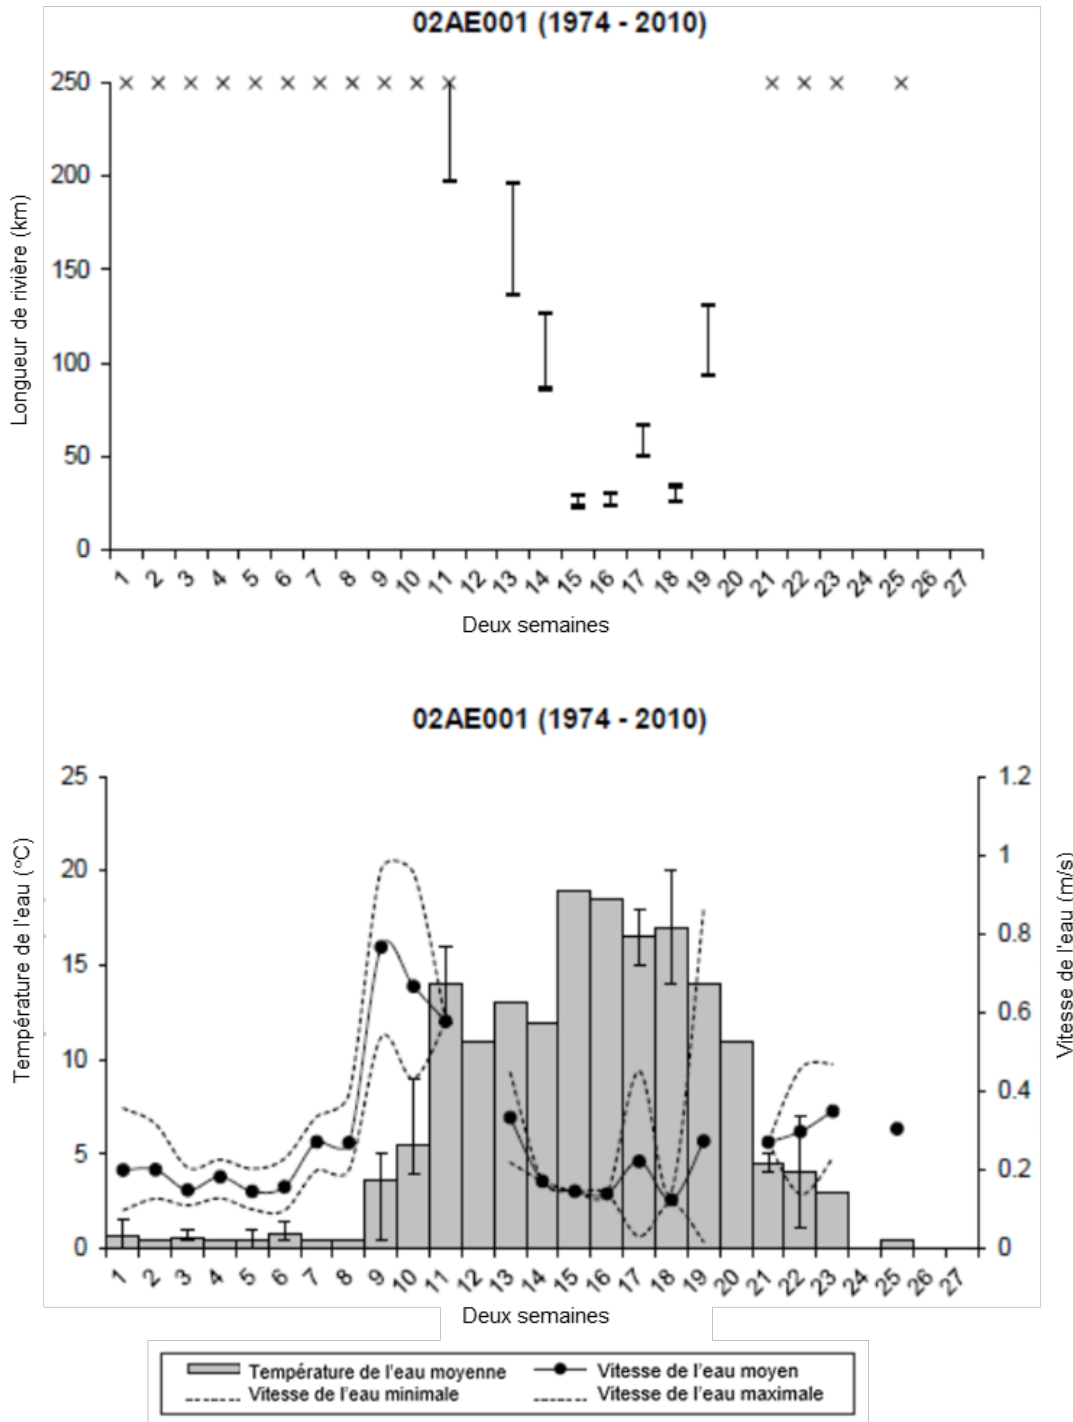 02AE001 (1974 - 2010)
250
200
150
100
50
0
Longueur de rivière (km)
1 2 3 4 5 6 7 8 9 10 11 12 13 14 15 16 17 18 19 20 21 22 23 24 25 26 27
Deux semaines
02AE001 (1974 - 2010)
25
20
15
10
5
0
Température de l'eau (°C)
1.2
1
0.8
0.6
0.4
0.2
0
Vitesse de l'eau (m/s)
1 2 3 4 5 6 7 8 9 10 11 12 13 14 15 16 17 18 19 20 21 22 23 24 25 26 27
Deux semaines
Température de l'eau moyenne
Vitesse de l'eau moyen
Vitesse de l'eau minimale
Vitesse de l'eau maximale